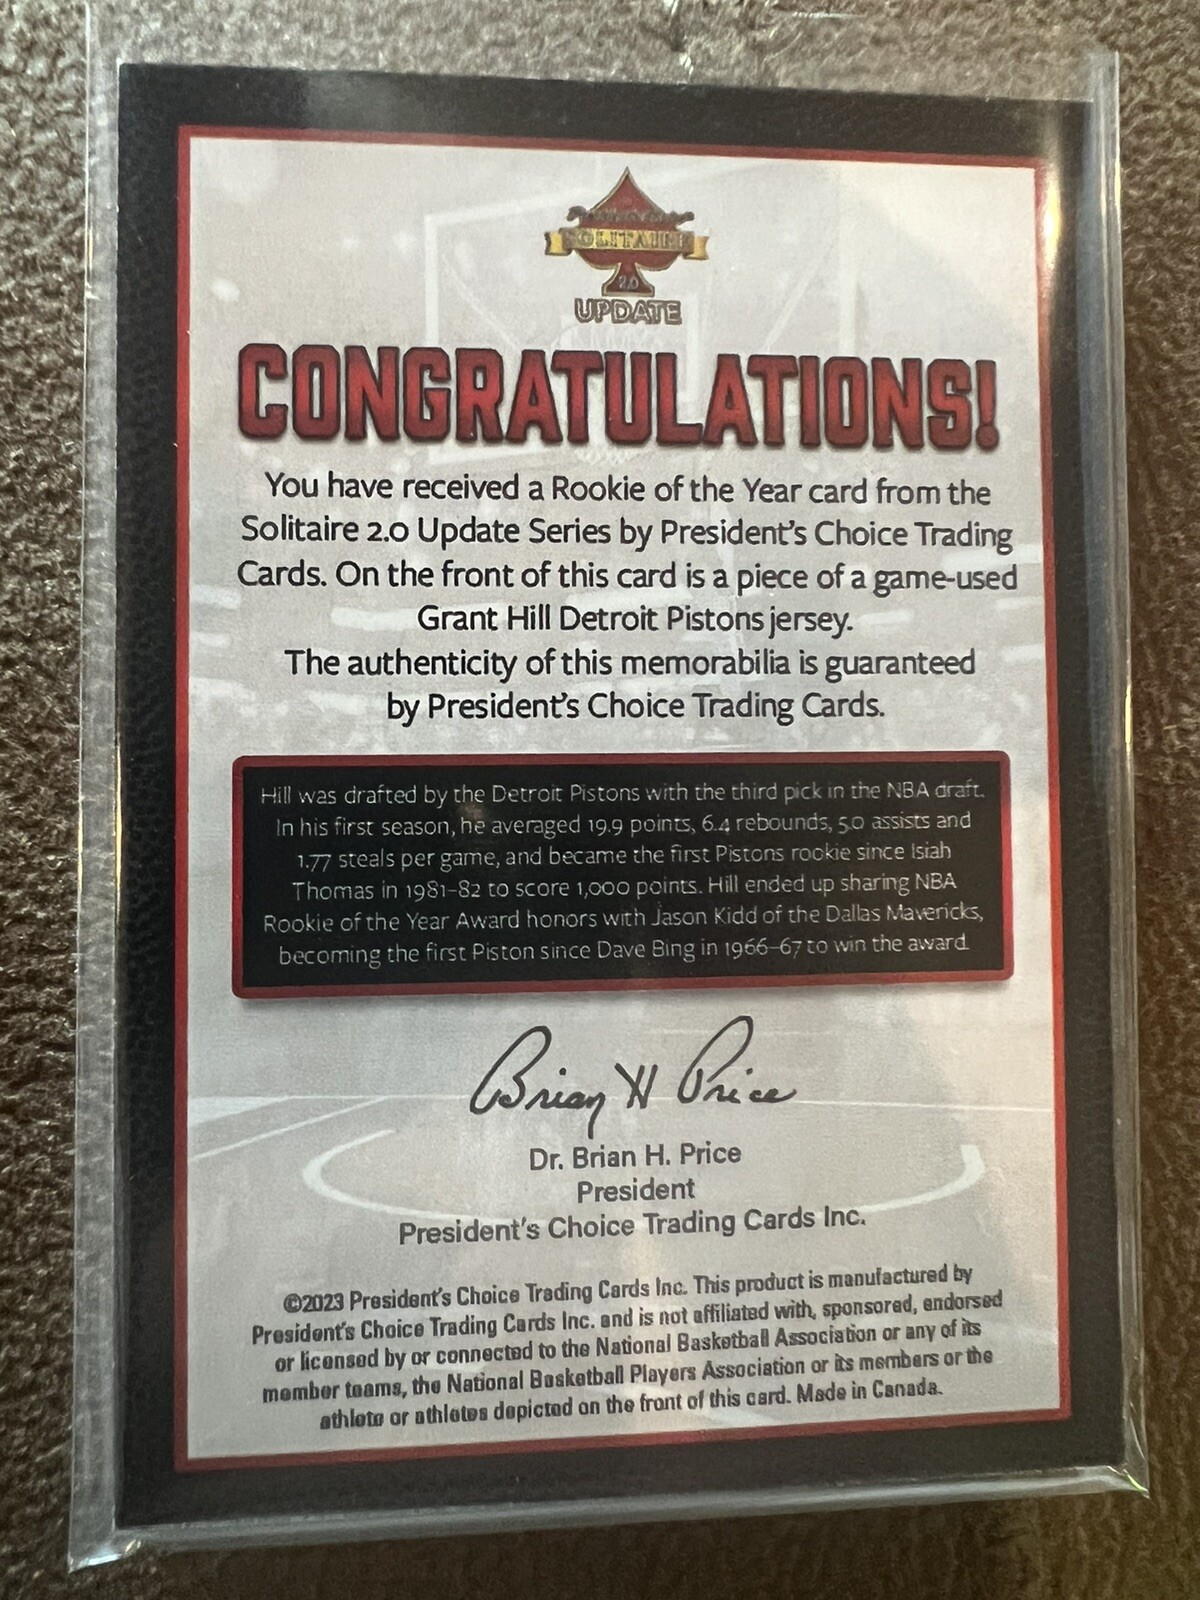 SOLITAIRE
2.0
UPDATE
CONGRATULATIONS!
You have received a Rookie of the Year card from the
Solitaire 2.0 Update Series by President's Choice Trading
Cards. On the front of this card is a piece of a game-used
Grant Hill Detroit Pistons jersey.
The authenticity of this memorabilia is guaranteed
by President's Choice Trading Cards.
Hill was drafted by the Detroit Pistons with the third pick in the NBA draft.
In his first season, he averaged 19.9 points, 6.4 rebounds, 5.0 assists and
1.77 steals per game, and became the first Pistons rookie since Isiah
Thomas in 1981-82 to score 1,000 points. Hill ended up sharing NBA
Rookie of the Year Award honors with Jason Kidd of the Dallas Mavericks,
becoming the first Piston since Dave Bing in 1966-67 to win the award.
Brian H Price
Dr. Brian H. Price
President
President's Choice Trading Cards Inc.
©2023 President's Choice Trading Cards Inc. This product is manufactured by
President's Choice Trading Cards Inc. and is not affiliated with, sponsored, endorsed
or licensed by or connected to the National Basketball Association or any of its
member teams, the National Basketball Players Association or its members or the
athlete or athletes depicted on the front of this card. Made in Canada.